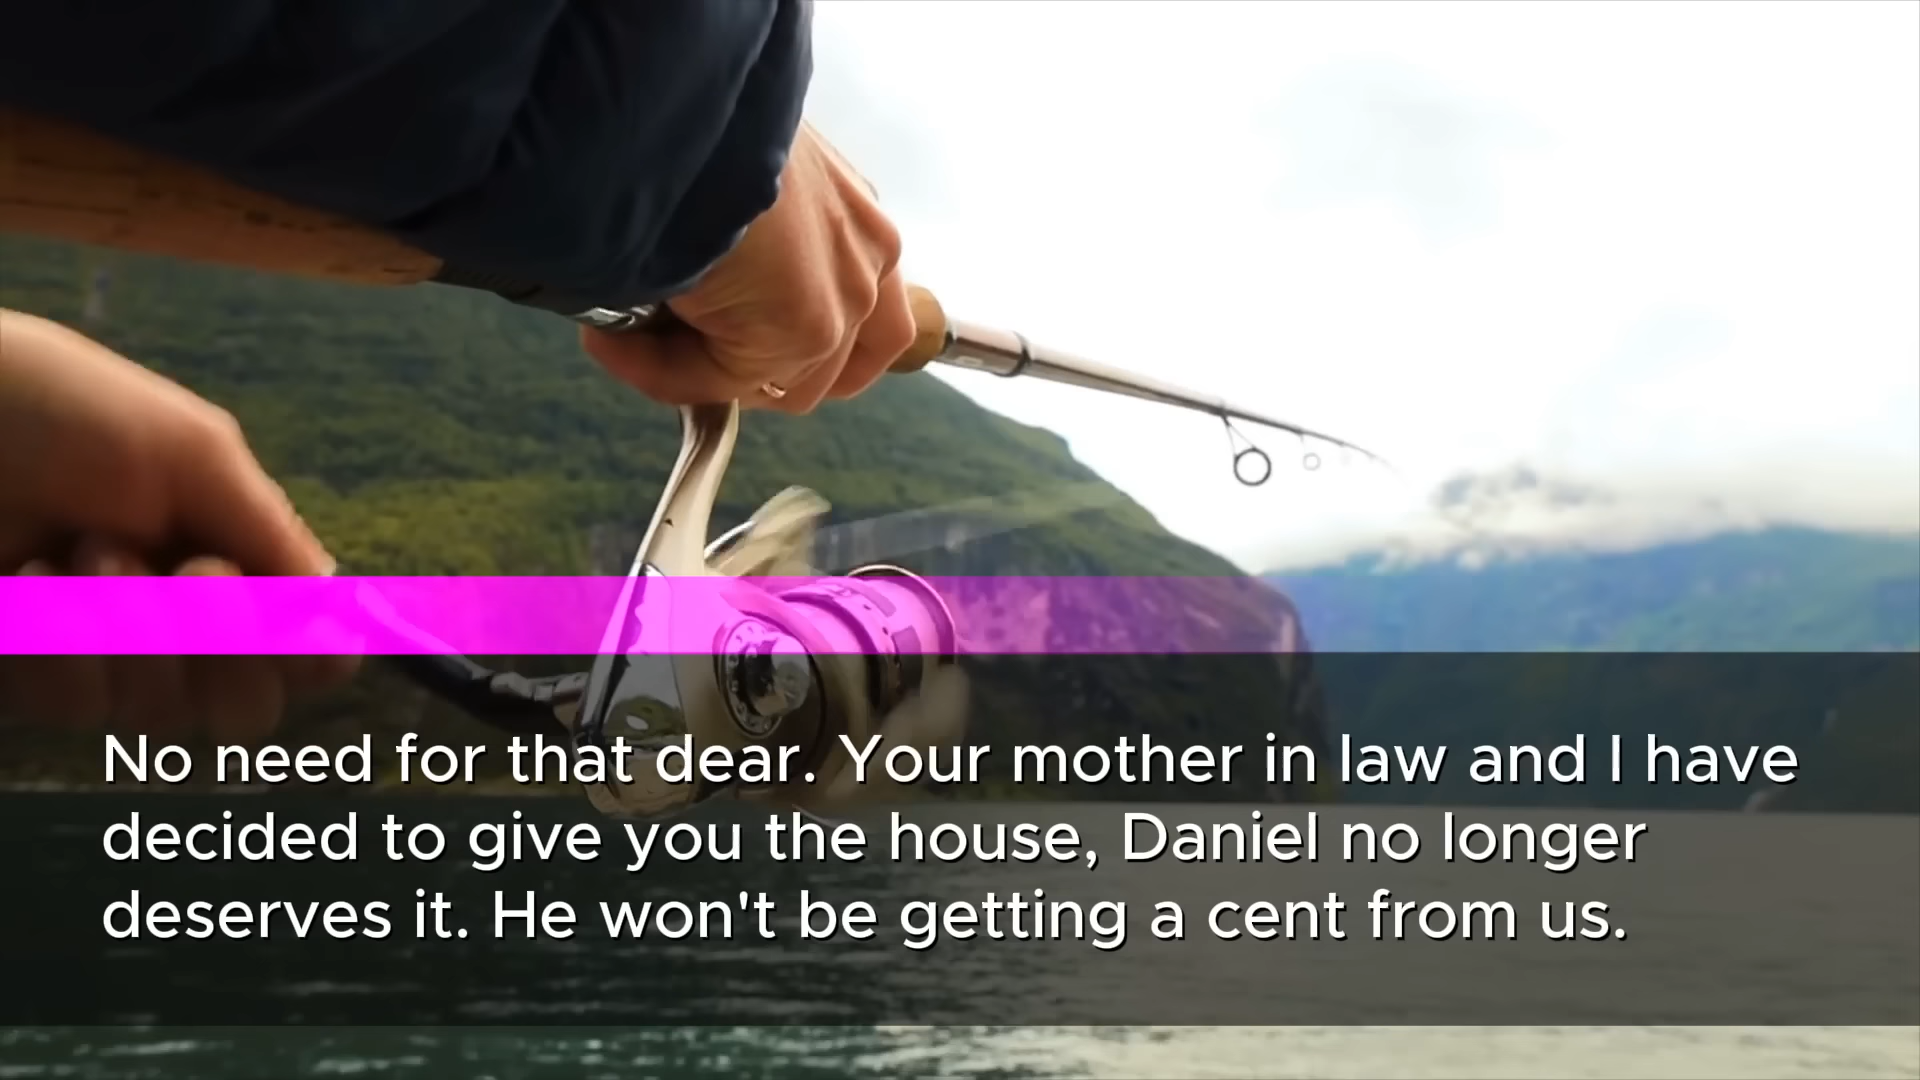 No need for that dear. Your mother in law and I have
decided to give you the house, Daniel no longer
deserves it. He won't be getting a cent from us.